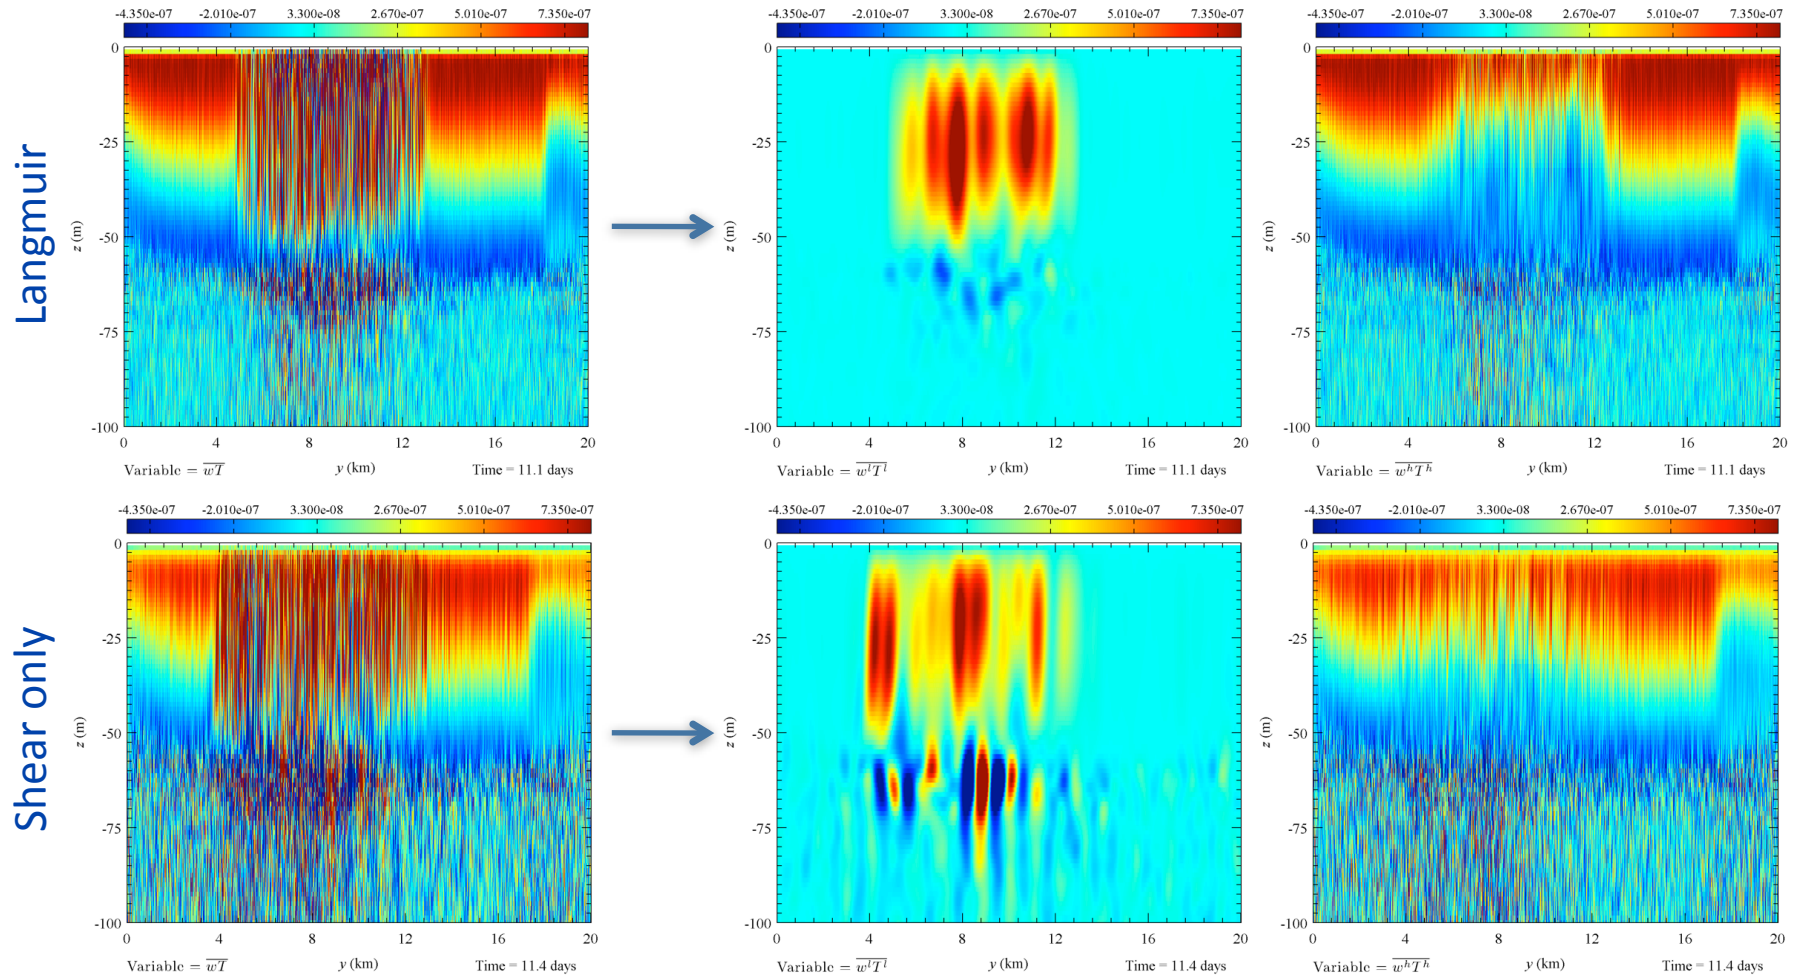 -4.350e-07 -2.010e-07 3.300e-08 2.670e-07 5.010e-07 7.350e-07
-4.350e-07 -2.010e-07 3.300e-08 2.670e-07 5.010e-07 7.350e-07
-4.350e-07 -2.010e-07 3.300e-08 2.670e-07 5.010e-07 7.350e-07
Langmuir
z (m)
0
-25
-50
-75
-100
0 4 8 12 16 20
Variable = w̅T̅ y (km) Time = 11.1 days
z (m)
0
-25
-50
-75
-100
0 4 8 12 16 20
Variable = w̅ˡT̅ˡ y (km) Time = 11.1 days
z (m)
0
-25
-50
-75
-100
0 4 8 12 16 20
Variable = w̅ʰT̅ʰ y (km) Time = 11.1 days
-4.350e-07 -2.010e-07 3.300e-08 2.670e-07 5.010e-07 7.350e-07
-4.350e-07 -2.010e-07 3.300e-08 2.670e-07 5.010e-07 7.350e-07
-4.350e-07 -2.010e-07 3.300e-08 2.670e-07 5.010e-07 7.350e-07
Shear only
z (m)
0
-25
-50
-75
-100
0 4 8 12 16 20
Variable = w̅T̅ y (km) Time = 11.4 days
z (m)
0
-25
-50
-75
-100
0 4 8 12 16 20
Variable = w̅ˡT̅ˡ y (km) Time = 11.4 days
z (m)
0
-25
-50
-75
-100
0 4 8 12 16 20
Variable = w̅ʰT̅ʰ y (km) Time = 11.4 days